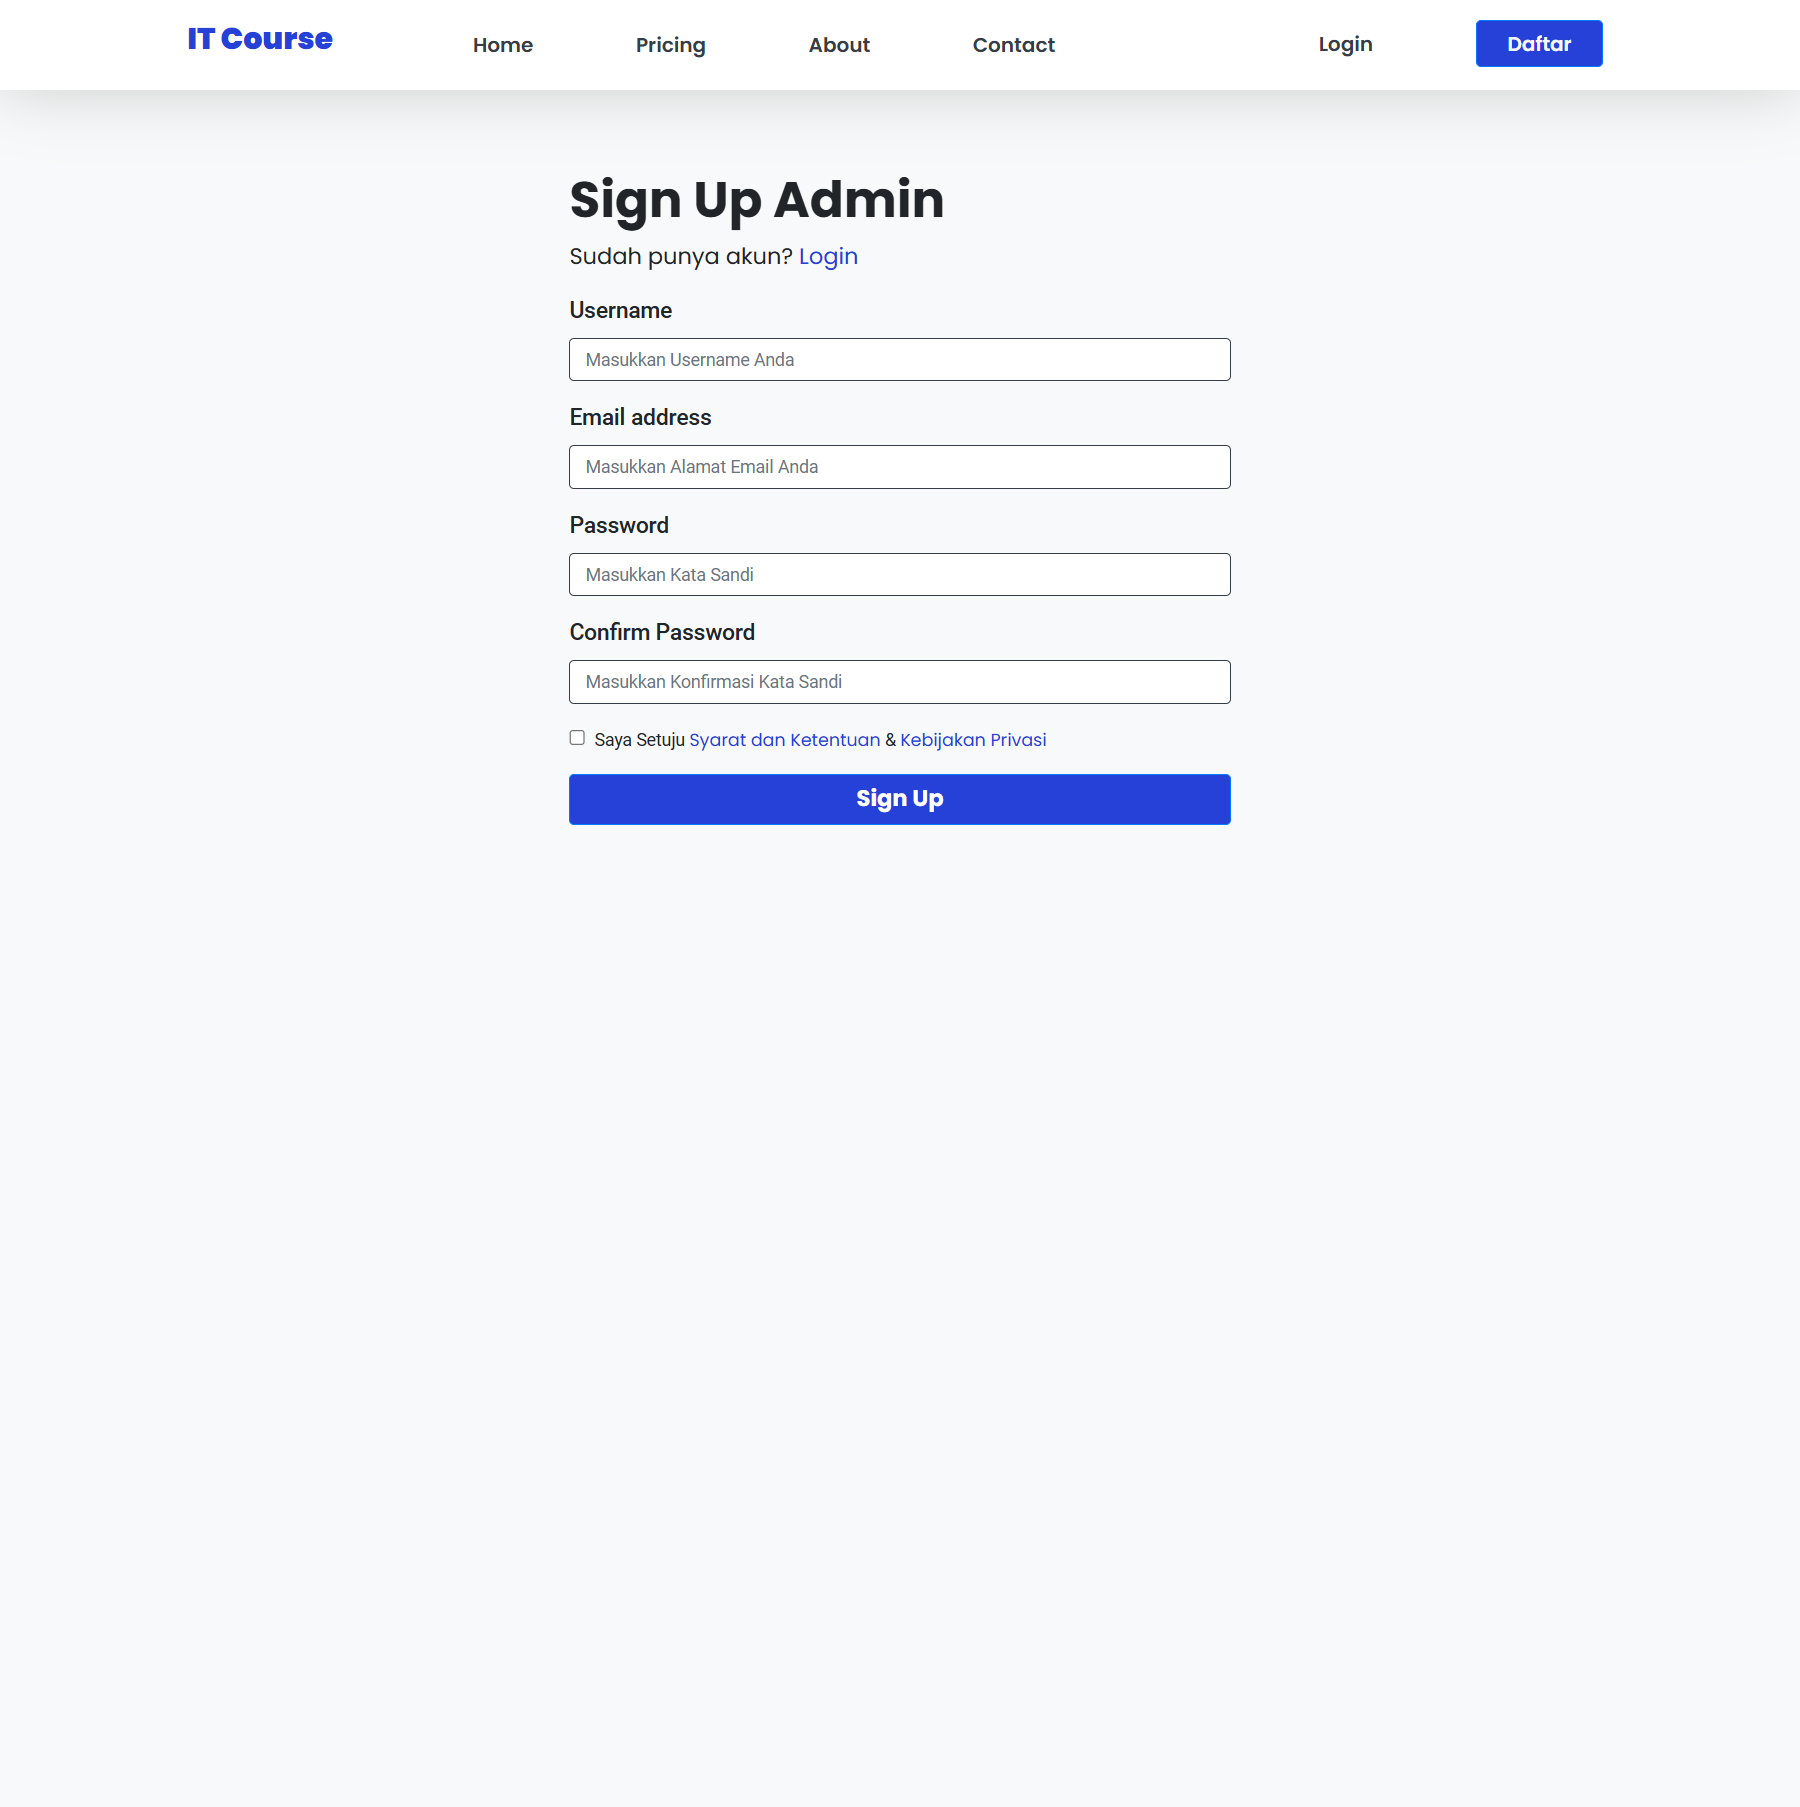 IT Course
Home
Pricing
About
Contact
Login
Daftar
Sign Up Admin
Sudah punya akun? Login
Username
Masukkan Username Anda
Email address
Masukkan Alamat Email Anda
Password
Masukkan Kata Sandi
Confirm Password
Masukkan Konfirmasi Kata Sandi
Saya Setuju Syarat dan Ketentuan & Kebijakan Privasi
Sign Up